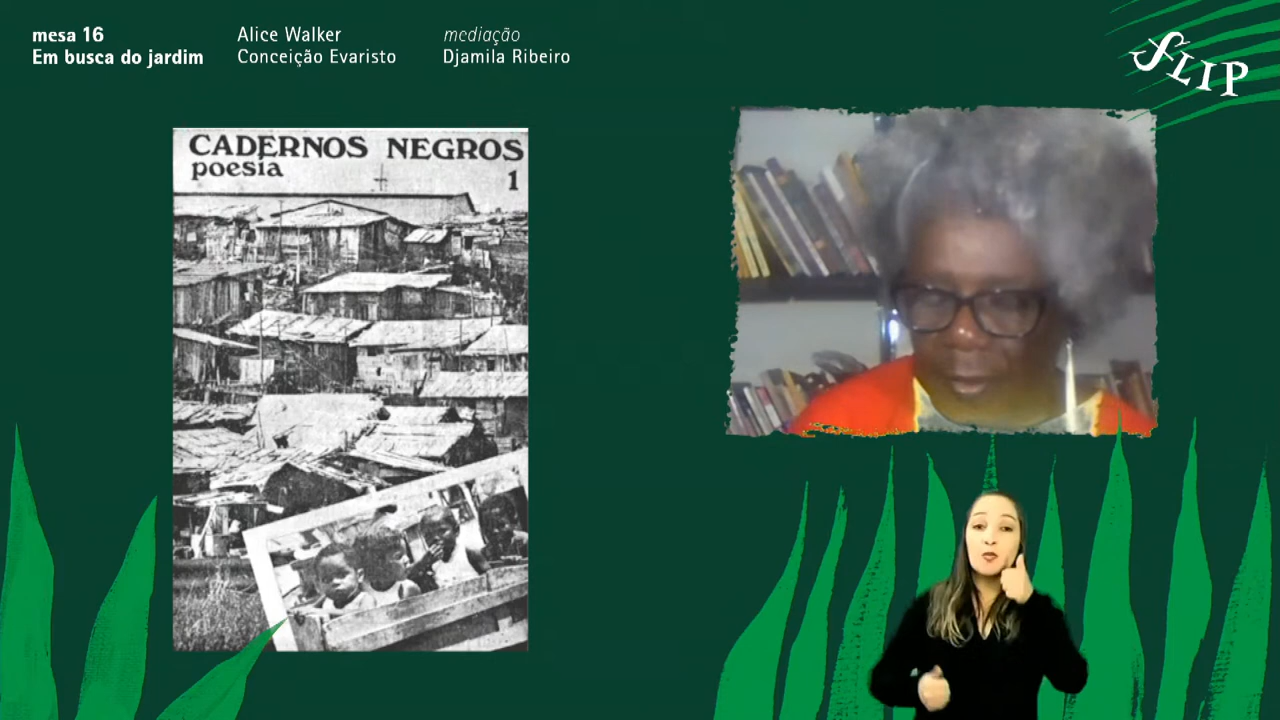 mesa 16
Em busca do jardim
Alice Walker
Conceição Evaristo
mediação
Djamila Ribeiro
FLIP
CADERNOS NEGROS
poesia
1